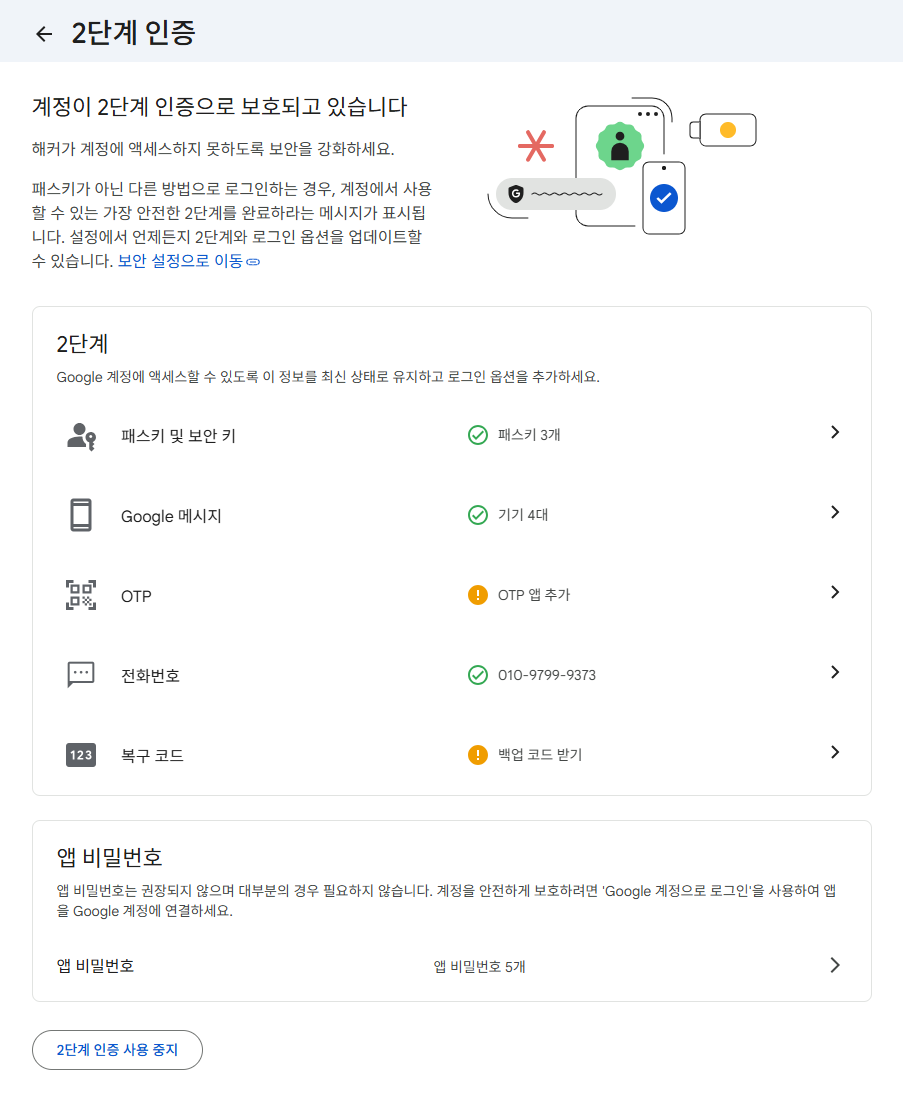 2단계 인증
계정이 2단계 인증으로 보호되고 있습니다
해커가 계정에 액세스하지 못하도록 보안을 강화하세요.
패스키가 아닌 다른 방법으로 로그인하는 경우, 계정에서 사용
할 수 있는 가장 안전한 2단계를 완료하라는 메시지가 표시됩
니다. 설정에서 언제든지 2단계와 로그인 옵션을 업데이트할
수 있습니다. 보안 설정으로 이동
G
2단계
Google 계정에 액세스할 수 있도록 이 정보를 최신 상태로 유지하고 로그인 옵션을 추가하세요.
패스키 및 보안 키 패스키 3개
Google 메시지 기기 4대
OTP OTP 앱 추가
전화번호 010-9799-9373
123 복구 코드 백업 코드 받기
앱 비밀번호
앱 비밀번호는 권장되지 않으며 대부분의 경우 필요하지 않습니다. 계정을 안전하게 보호하려면 'Google 계정으로 로그인'을 사용하여 앱
을 Google 계정에 연결하세요.
앱 비밀번호 앱 비밀번호 5개
2단계 인증 사용 중지